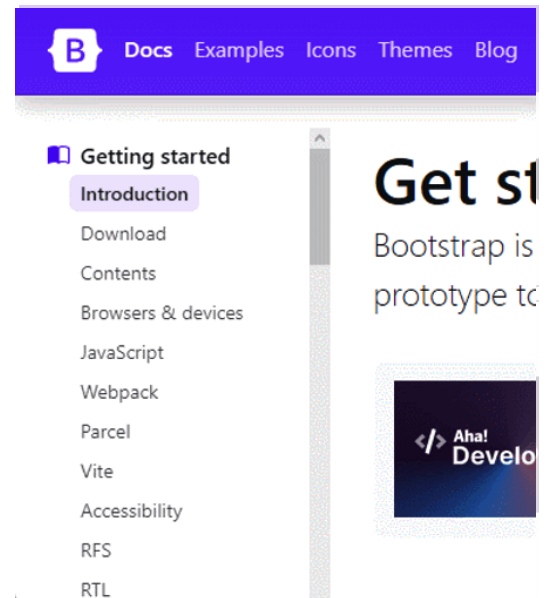 B Docs Examples Icons Themes Blog
Getting started
Introduction
Download
Contents
Browsers & devices
JavaScript
Webpack
Parcel
Vite
Accessibility
RFS
RTL
Get st
Bootstrap is
prototype to
</> Aha!
Develo